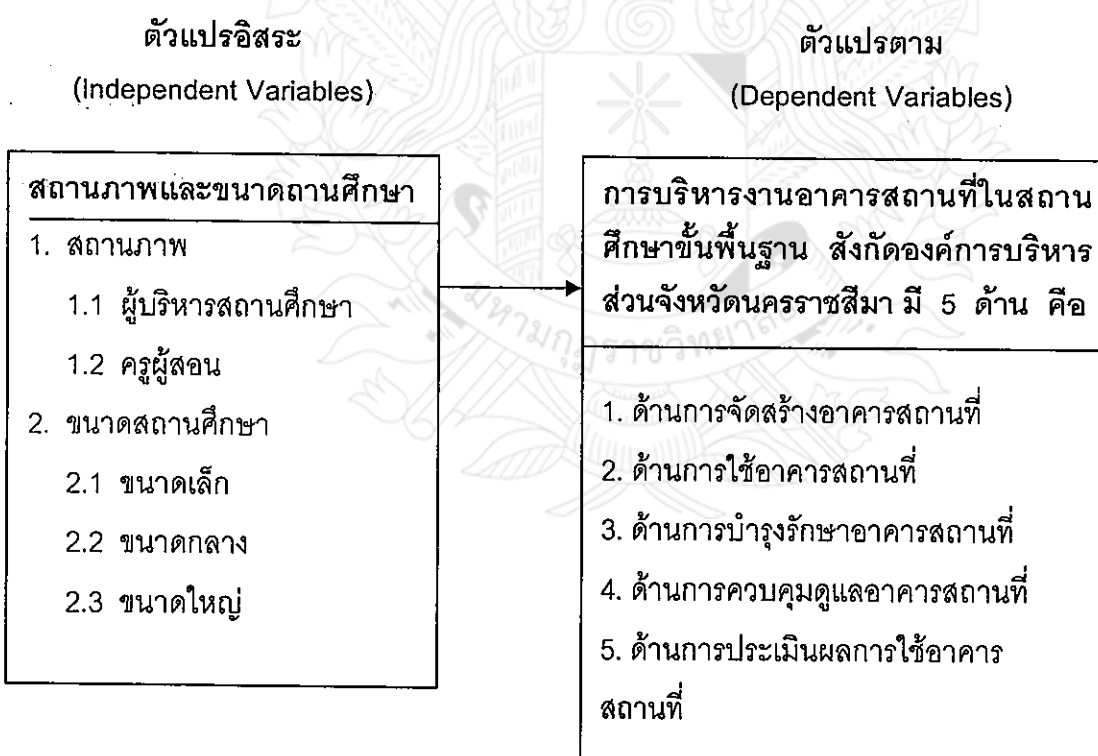 ตัวแปรอิสระ
(Independent Variables)
สถานภาพและขนาดถานศึกษา
1. สถานภาพ
1.1 ผู้บริหารสถานศึกษา
1.2 ครูผู้สอน
2. ขนาดสถานศึกษา
2.1 ขนาดเล็ก
2.2 ขนาดกลาง
2.3 ขนาดใหญ่
ตัวแปรตาม
(Dependent Variables)
การบริหารงานอาคารสถานที่ในสถาน
ศึกษาขั้นพื้นฐาน สังกัดองค์การบริหาร
ส่วนจังหวัดนครราชสีมา มี 5 ด้าน คือ
1. ด้านการจัดสร้างอาคารสถานที่
2. ด้านการใช้อาคารสถานที่
3. ด้านการบำรุงรักษาอาคารสถานที่
4. ด้านการควบคุมดูแลอาคารสถานที่
5. ด้านการประเมินผลการใช้อาคาร
สถานที่
มหามกุฏราชวิทยาลัย